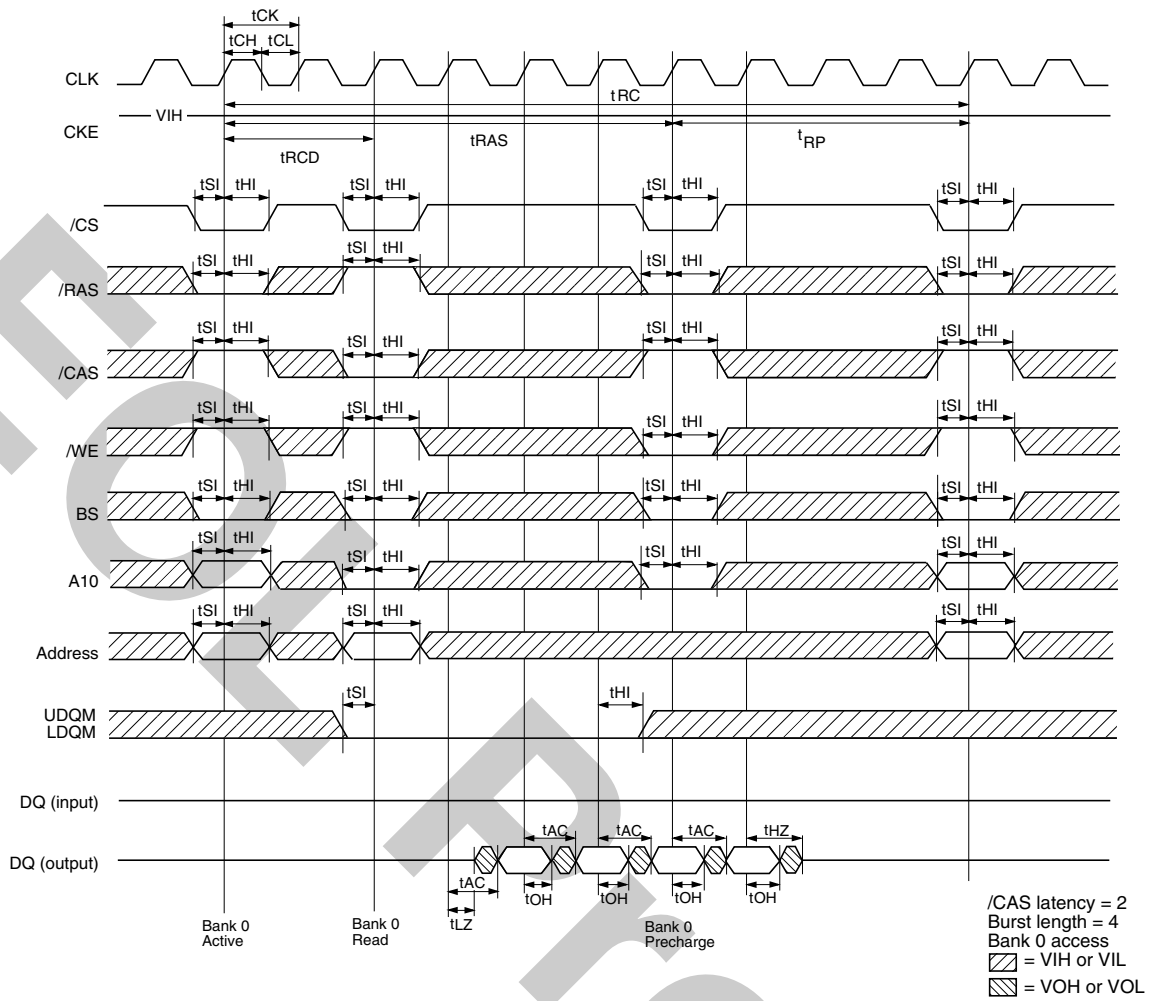 tCK
tCH tCL
CLK
tRC
VIH
CKE
tRAS
tRP
tRCD
tSI tHI tSI tHI tSI tHI tSI tHI
/CS
tSI tHI
tSI tHI tSI tHI tSI tHI
/RAS
tSI tHI tSI tHI tSI tHI tSI tHI
/CAS
tSI tHI tSI tHI tSI tHI tSI tHI
/WE
tSI tHI tSI tHI tSI tHI tSI tHI
BS
tSI tHI tSI tHI tSI tHI tSI tHI
A10
tSI tHI tSI tHI tSI tHI
Address
tSI tHI
UDQM
LDQM
DQ (input)
tAC tAC tAC tHZ
DQ (output)
tAC
tOH tOH tOH tOH
tLZ
Bank 0
Active
Bank 0
Read
Bank 0
Precharge
/CAS latency = 2
Burst length = 4
Bank 0 access
= VIH or VIL
= VOH or VOL
EOL Pro